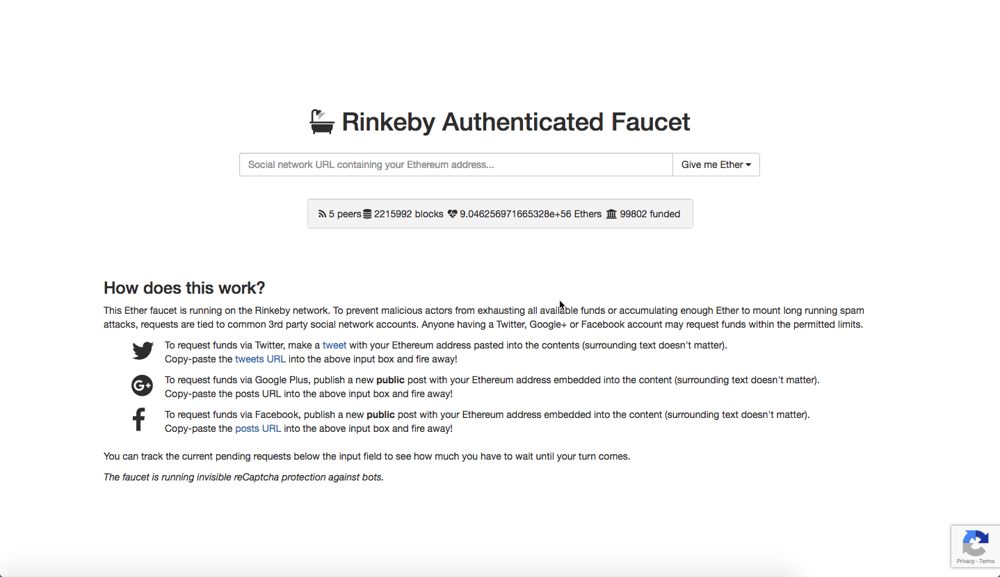 Rinkeby Authenticated Faucet
Social network URL containing your Ethereum address...
Give me Ether
5 peers 2215992 blocks 9.046256971665328e+56 Ethers 99802 funded
How does this work?
This Ether faucet is running on the Rinkeby network. To prevent malicious actors from exhausting all available funds or accumulating enough Ether to mount long running spam
attacks, requests are tied to common 3rd party social network accounts. Anyone having a Twitter, Google+ or Facebook account may request funds within the permitted limits.
To request funds via Twitter, make a tweet with your Ethereum address pasted into the contents (surrounding text doesn't matter).
Copy-paste the tweets URL into the above input box and fire away!
G+
To request funds via Google Plus, publish a new public post with your Ethereum address embedded into the content (surrounding text doesn't matter).
Copy-paste the posts URL into the above input box and fire away!
To request funds via Facebook, publish a new public post with your Ethereum address embedded into the content (surrounding text doesn't matter).
Copy-paste the posts URL into the above input box and fire away!
You can track the current pending requests below the input field to see how much you have to wait until your turn comes.
The faucet is running invisible reCaptcha protection against bots.
Privacy - Terms